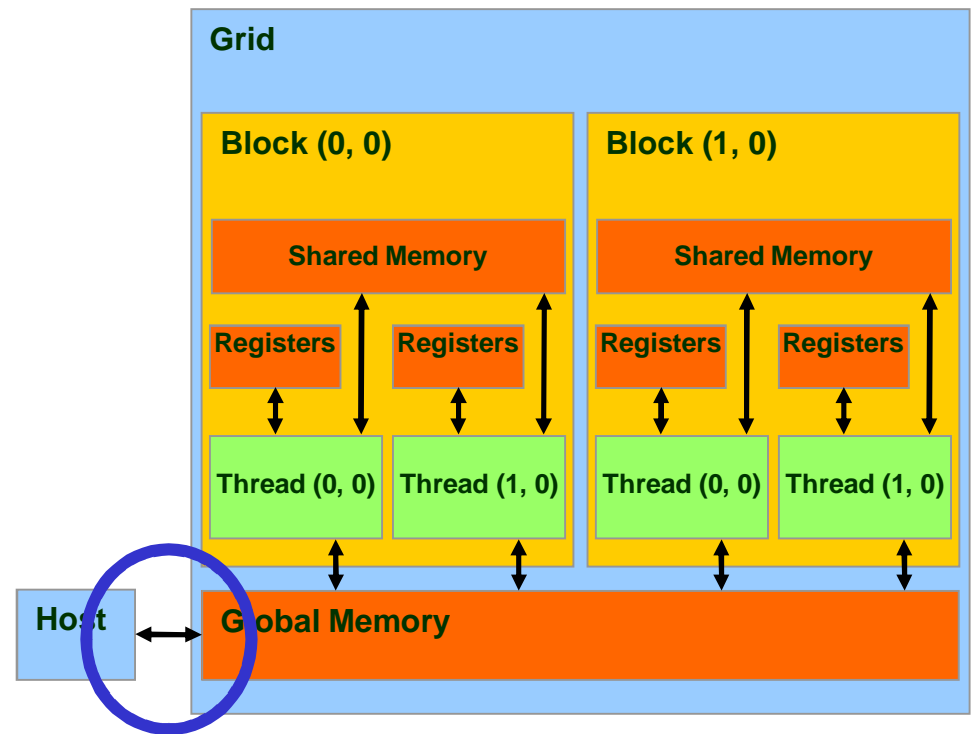 Grid
Block (0, 0)
Block (1, 0)
Shared Memory
Shared Memory
Registers
Registers
Registers
Registers
Thread (0, 0)
Thread (1, 0)
Thread (0, 0)
Thread (1, 0)
Host
Global Memory